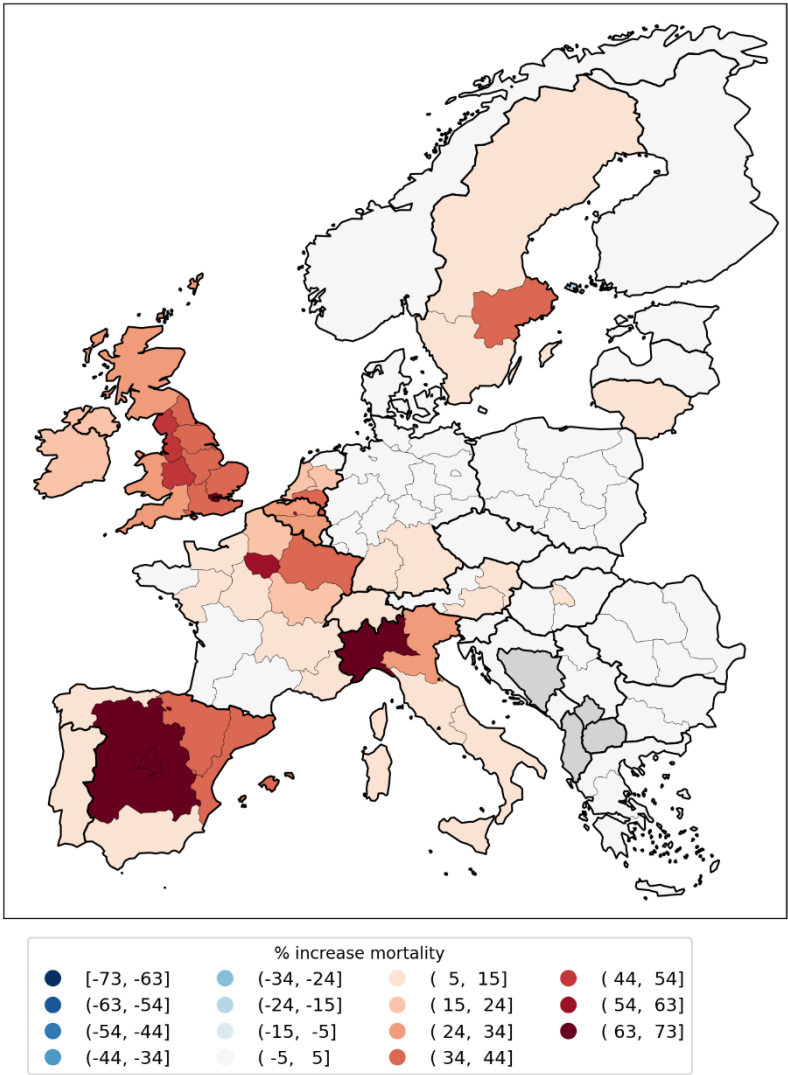 % increase mortality
[-73, -63] (-34, -24] ( 5, 15] ( 44, 54]
(-63, -54] (-24, -15] ( 15, 24] ( 54, 63]
(-54, -44] (-15, -5] ( 24, 34] ( 63, 73]
(-44, -34] ( -5, 5] ( 34, 44]